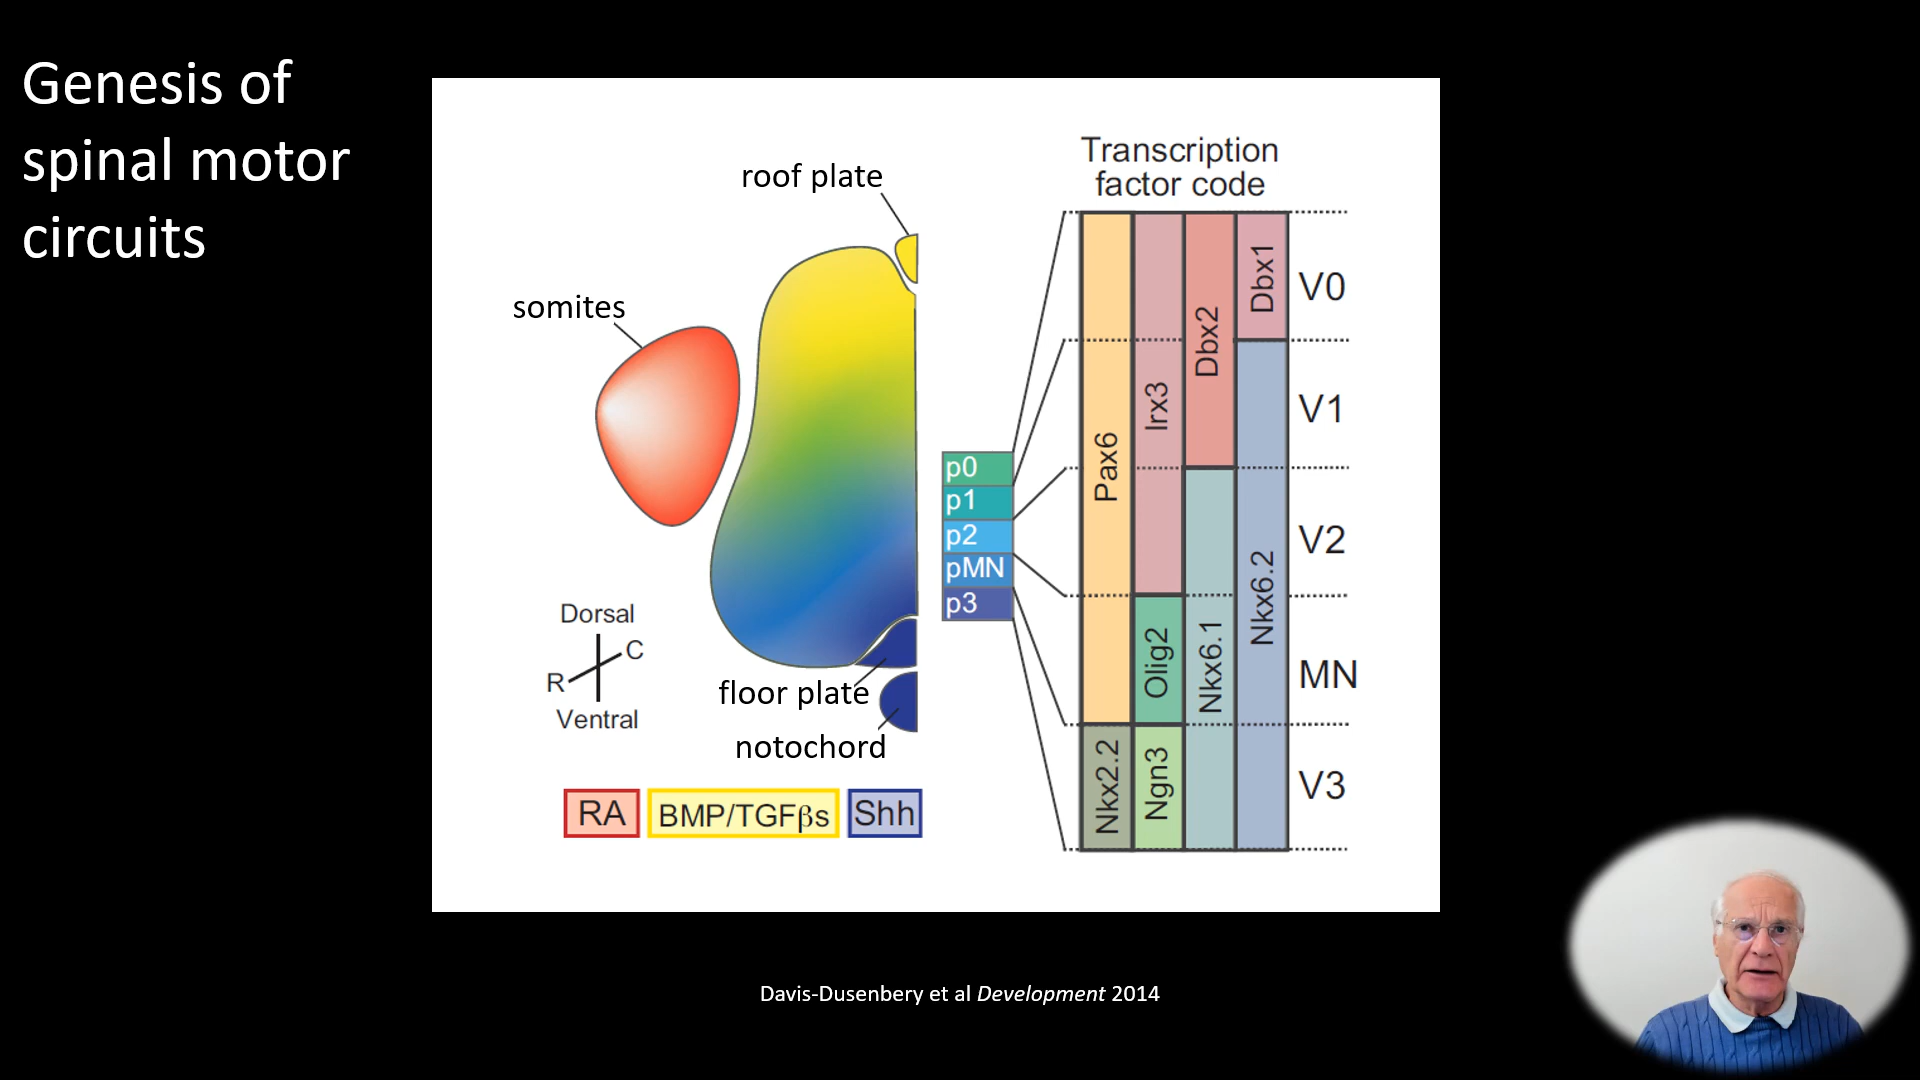 Genesis of
spinal motor
circuits
roof plate
somites
Dorsal
C
R
Ventral
floor plate
notochord
RA
BMP/TGFβs
Shh
p0
p1
p2
pMN
p3
Transcription
factor code
Pax6
Irx3
Dbx2
Dbx1
Nkx2.2
Olig2
Ngn3
Nkx6.1
Nkx6.2
V0
V1
V2
MN
V3
Davis-Dusenbery et al Development 2014